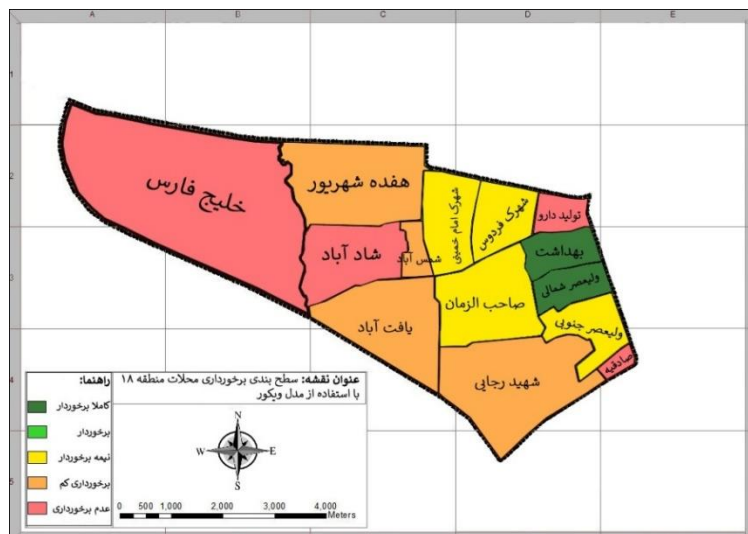 A B C D E
1
2
3
4
5
خلیج فارس
هفده شهریور
شهرک امام خمینی
شهرک فردوس
تولید دارو
شاد آباد
شمس آباد
بهداشت
ولیعصر شمالی
صاحب الزمان
ولیعصر جنوبی
یافت آباد
صادقیه
شهید رجایی
راهنما:
کاملا برخوردار
برخوردار
نیمه برخوردار
برخورداری کم
عدم برخورداری
عنوان نقشه: سطح بندی برخورداری محلات منطقه ۱۸
با استفاده از مدل ویکور
N
W E
S
0 500 1,000 2,000 3,000 4,000
Meters